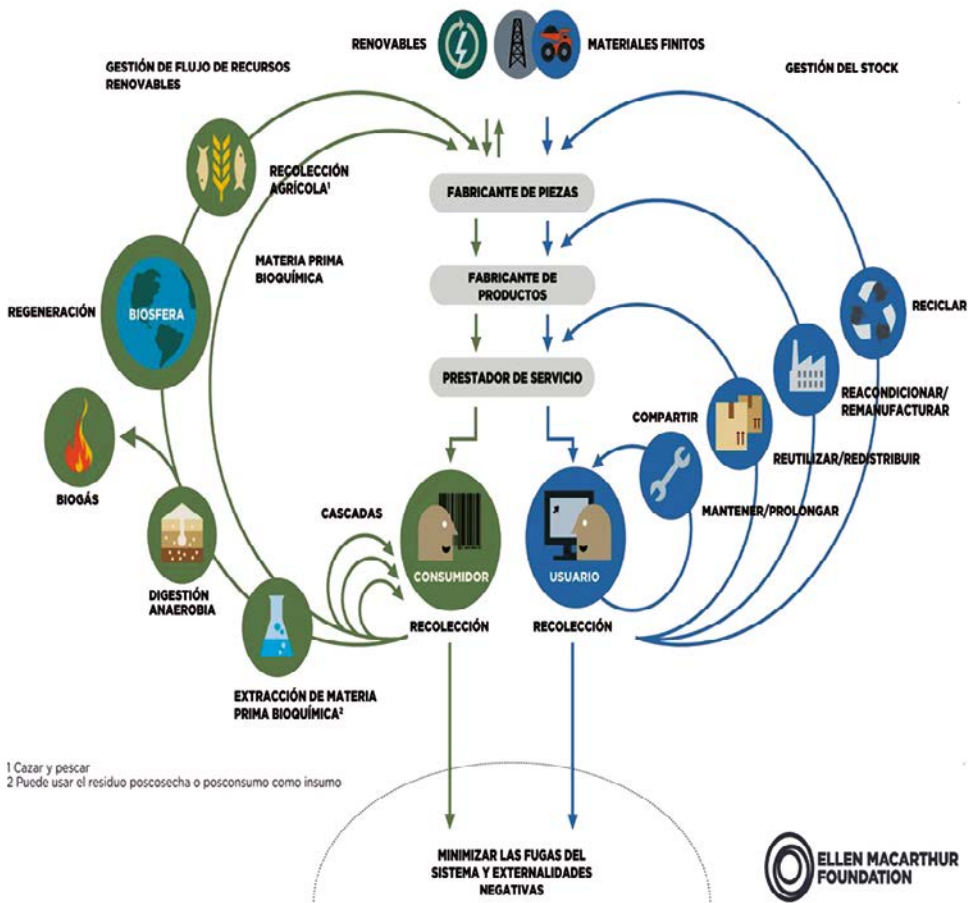 RENOVABLES
MATERIALES FINITOS
GESTIÓN DE FLUJO DE RECURSOS
RENOVABLES
GESTIÓN DEL STOCK
RECOLECCIÓN
AGRÍCOLA¹
FABRICANTE DE PIEZAS
MATERIA PRIMA
BIOQUÍMICA
FABRICANTE DE
PRODUCTOS
REGENERACIÓN
BIOSFERA
RECICLAR
PRESTADOR DE SERVICIO
REACONDICIONAR/
REMANUFACTURAR
COMPARTIR
REUTILIZAR/REDISTRIBUIR
BIOGÁS
MANTENER/PROLONGAR
CASCADAS
CONSUMIDOR
USUARIO
DIGESTIÓN
ANAEROBIA
RECOLECCIÓN
RECOLECCIÓN
EXTRACCIÓN DE MATERIA
PRIMA BIOQUÍMICA²
1 Cazar y pescar
2 Puede usar el residuo poscosecha o posconsumo como insumo
MINIMIZAR LAS FUGAS DEL
SISTEMA Y EXTERNALIDADES
NEGATIVAS
ELLEN MACARTHUR
FOUNDATION